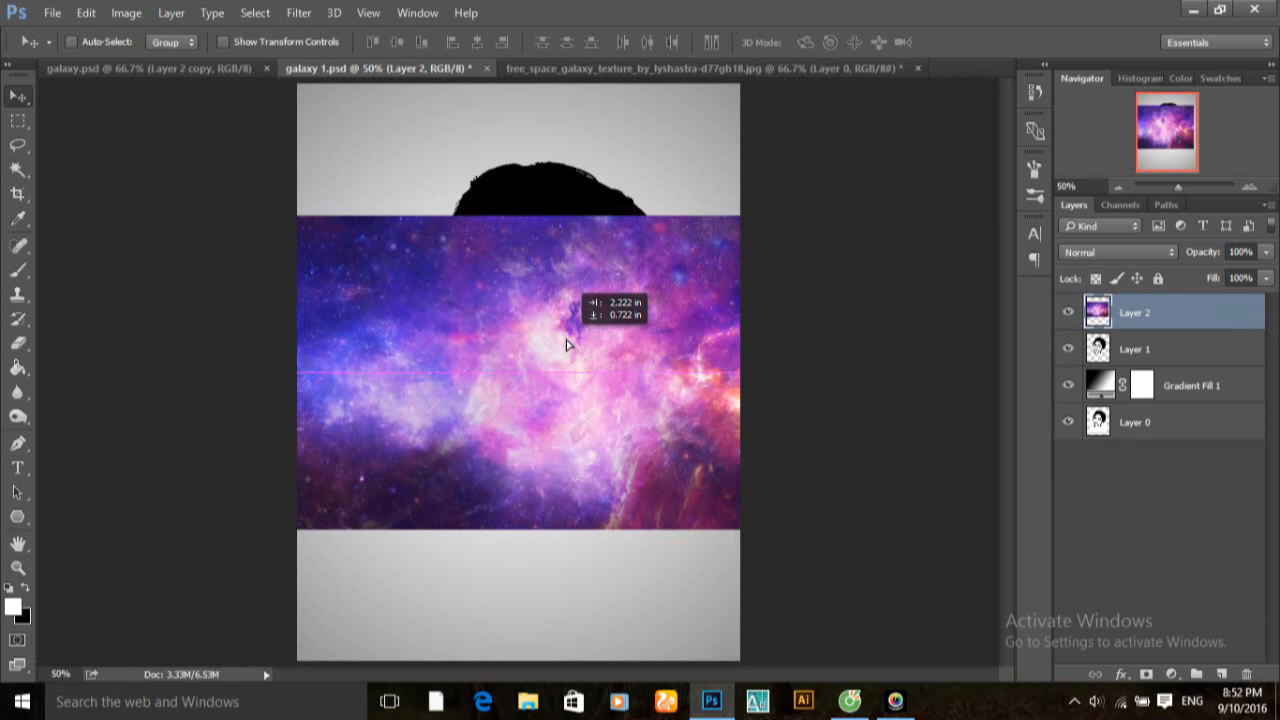 Ps File Edit Image Layer Type Select Filter 3D View Window Help
Auto-Select: Group Show Transform Controls 3D Mode: Essentials
galaxy.psd @ 66.7% (Layer 2 copy, RGB/8) × galaxy 1.psd @ 50% (Layer 2, RGB/8) * × free_space_galaxy_texture_by_lyshastra-d77gh18.jpg @ 66.7% (Layer 0, RGB/8#) * ×
Navigator Histogram Color Swatches
50%
Layers Channels Paths
Kind
Normal Opacity: 100%
Lock: Fill: 100%
Layer 2
Layer 1
Gradient Fill 1
Layer 0
2.222 in
0.722 in
Activate Windows
Go to Settings to activate Windows.
50% Doc: 3.33M/6.53M
Search the web and Windows
Ps
Ai
ENG
8:52 PM
9/10/2016